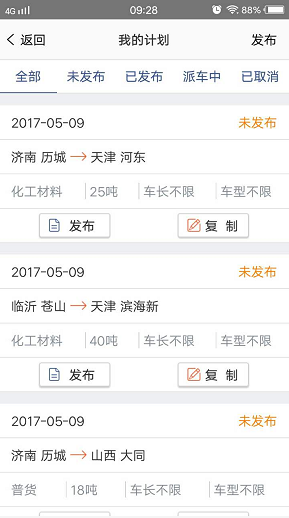 4G 09:28 88%
返回 我的计划 发布
全部 未发布 已发布 派车中 已取消
2017-05-09 未发布
济南 历城 天津 河东
化工材料 25吨 车长不限 车型不限
发布 复 制
2017-05-09 未发布
临沂 苍山 天津 滨海新
化工材料 40吨 车长不限 车型不限
发布 复 制
2017-05-09 未发布
济南 历城 山西 大同
普货 18吨 车长不限 车型不限